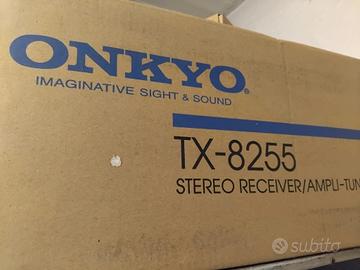 ONKYO®
IMAGINATIVE SIGHT & SOUND
TX-8255
STEREO RECEIVER/AMPLI-TUN
subito